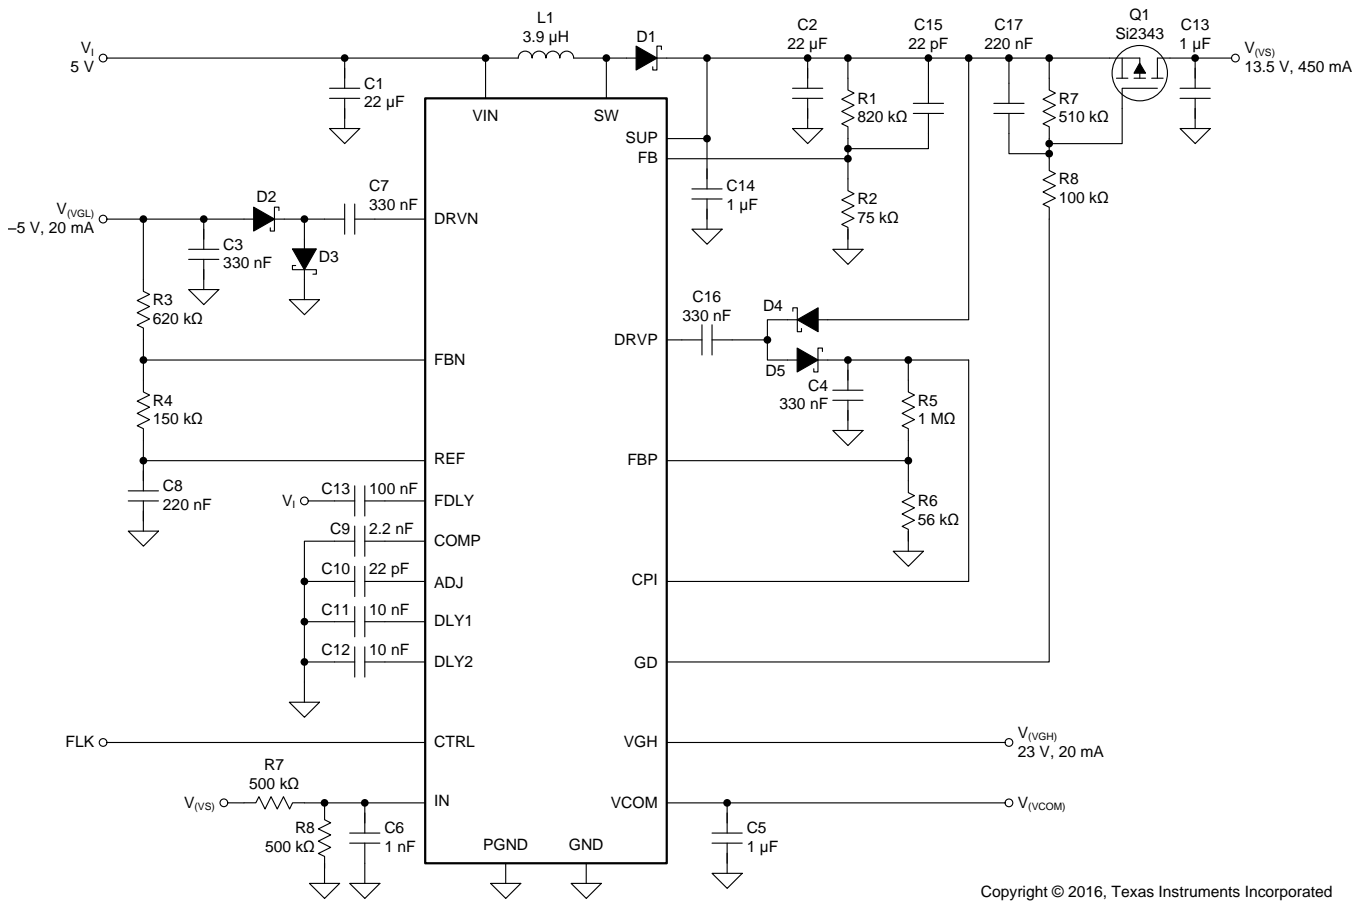 L1
3.9 µH
D1
C2
22 µF
C15
22 pF
C17
220 nF
Q1
Si2343
C13
1 µF
V(VS)
13.5 V, 450 mA
VI
5 V
C1
22 µF
VIN
SW
R1
820 kΩ
R7
510 kΩ
SUP
FB
C14
1 µF
R2
75 kΩ
R8
100 kΩ
V(VGL)
–5 V, 20 mA
D2
C7
330 nF
DRVN
C3
330 nF
D3
R3
620 kΩ
C16
330 nF
D4
DRVP
D5
C4
330 nF
R5
1 MΩ
FBN
R4
150 kΩ
REF
FBP
C8
220 nF
VI
C13
100 nF
FDLY
R6
56 kΩ
C9
2.2 nF
COMP
C10
22 pF
ADJ
CPI
C11
10 nF
DLY1
C12
10 nF
DLY2
GD
FLK
CTRL
VGH
V(VGH)
23 V, 20 mA
R7
500 kΩ
V(VS)
IN
VCOM
V(VCOM)
R8
500 kΩ
C6
1 nF
PGND
GND
C5
1 µF
Copyright © 2016, Texas Instruments Incorporated